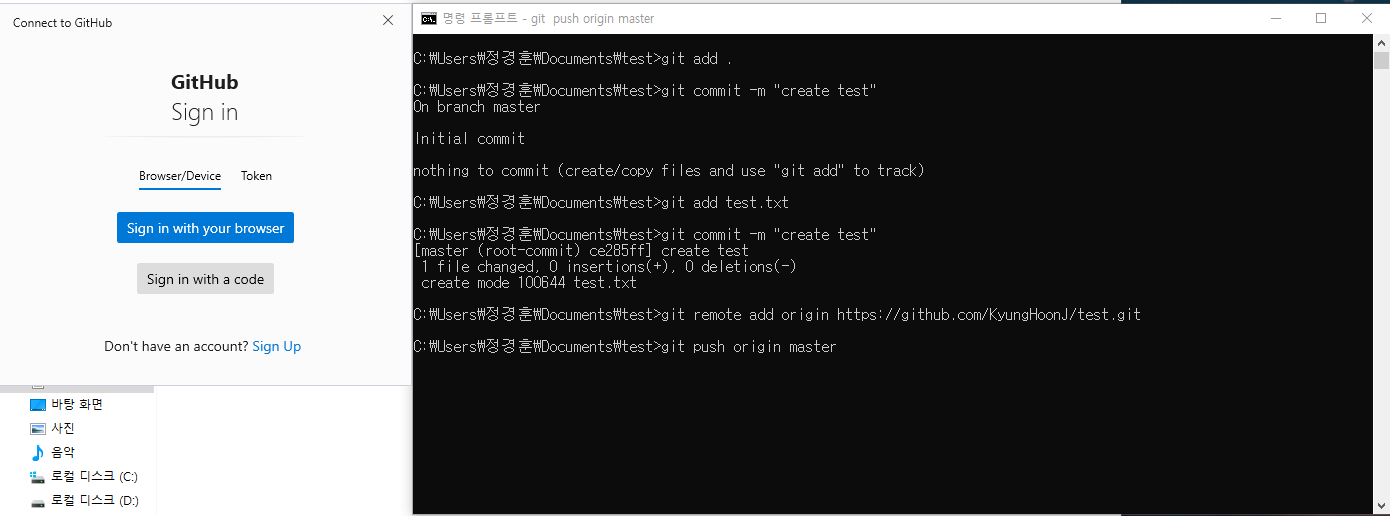 Connect to GitHub
GitHub
Sign in
Browser/Device Token
Sign in with your browser
Sign in with a code
Don't have an account? Sign Up
바탕 화면
사진
음악
로컬 디스크 (C:)
로컬 디스크 (D:)
명령 프롬프트 - git push origin master
C:₩Users₩정경훈₩Documents₩test>git add .
C:₩Users₩정경훈₩Documents₩test>git commit -m "create test"
On branch master
Initial commit
nothing to commit (create/copy files and use "git add" to track)
C:₩Users₩정경훈₩Documents₩test>git add test.txt
C:₩Users₩정경훈₩Documents₩test>git commit -m "create test"
[master (root-commit) ce285ff] create test
1 file changed, 0 insertions(+), 0 deletions(-)
create mode 100644 test.txt
C:₩Users₩정경훈₩Documents₩test>git remote add origin https://github.com/KyungHoonJ/test.git
C:₩Users₩정경훈₩Documents₩test>git push origin master